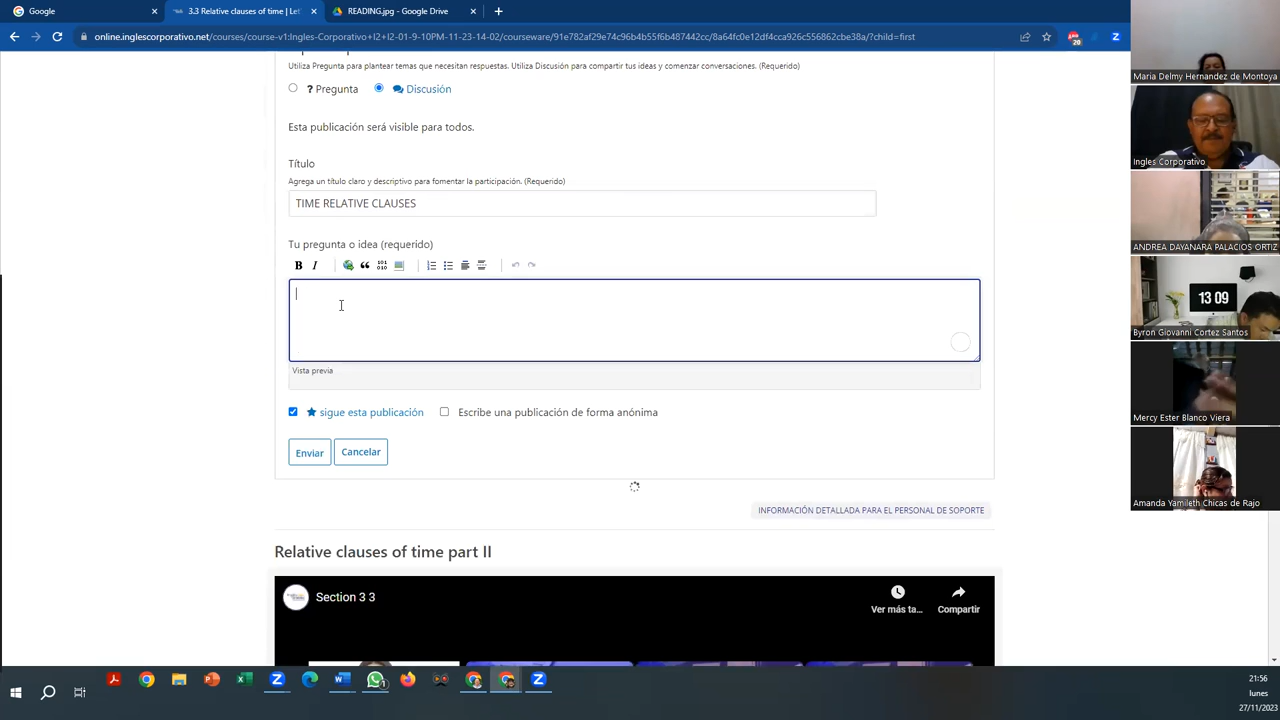 Google
3.3 Relative clauses of time | Let
READING.jpg - Google Drive
online.inglescorporativo.net/courses/course-v1:Ingles-Corporativo+I2+I2-01-9-10PM-11-23-14-02/courseware/91e782af29e74c96b4b55f6b487442cc/8a64fc0e12df4cca926c556862cbe38a/?child=first
20
Utiliza Pregunta para plantear temas que necesitan respuestas. Utiliza Discusión para compartir tus ideas y comenzar conversaciones. (Requerido)
? Pregunta
Discusión
Esta publicación será visible para todos.
Título
Agrega un título claro y descriptivo para fomentar la participación. (Requerido)
TIME RELATIVE CLAUSES
Tu pregunta o idea (requerido)
B I
Vista previa
sigue esta publicación
Escribe una publicación de forma anónima
Enviar
Cancelar
INFORMACIÓN DETALLADA PARA EL PERSONAL DE SOPORTE
Relative clauses of time part II
Section 3 3
Ver más ta...
Compartir
Maria Delmy Hernandez de Montoya
Ingles Corporativo
ANDREA DAYANARA PALACIOS ORTIZ
13 09
Byron Giovanni Cortez Santos
Mercy Ester Blanco Viera
Amanda Yamileth Chicas de Rajo
21:56
lunes
27/11/2023